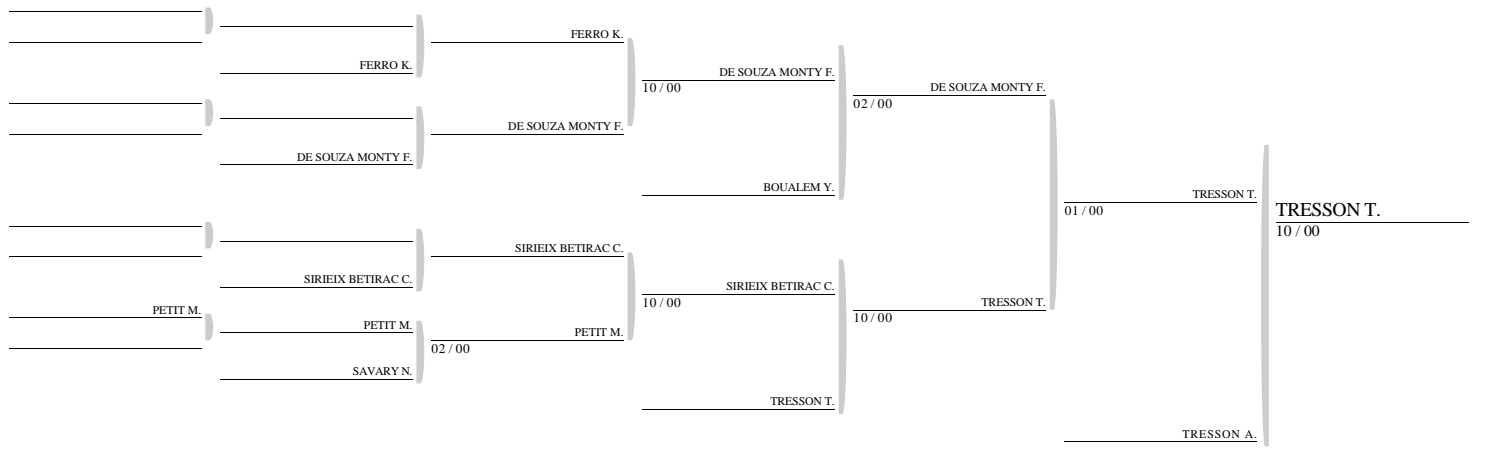 FERRO K.
FERRO K.
DE SOUZA MONTY F.
10 / 00
DE SOUZA MONTY F.
02 / 00
DE SOUZA MONTY F.
DE SOUZA MONTY F.
BOUALEM Y.
TRESSON T.
01 / 00
TRESSON T.
10 / 00
SIRIEIX BETIRAC C.
SIRIEIX BETIRAC C.
SIRIEIX BETIRAC C.
10 / 00
TRESSON T.
10 / 00
PETIT M.
PETIT M.
PETIT M.
02 / 00
SAVARY N.
TRESSON T.
TRESSON A.